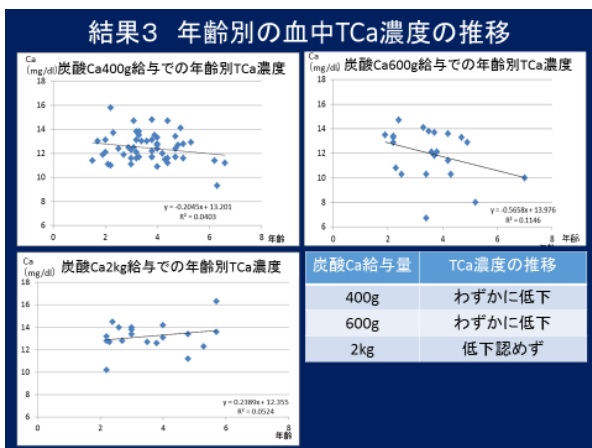 結果3 年齢別の血中TCa濃度の推移
Ca
(mg/dl)
炭酸Ca400g給与での年齢別TCa濃度
18
16
14
12
10
8
6
0
2
4
6
8
年齢
y = -0.2045x + 13.201
R² = 0.0403
Ca
(mg/dl)
炭酸Ca600g給与での年齢別TCa濃度
18
16
14
12
10
8
6
0
2
4
6
8
年齢
y = -0.5658x + 13.976
R² = 0.1146
Ca
(mg/dl)
炭酸Ca2kg給与での年齢別TCa濃度
18
16
14
12
10
8
6
0
2
4
6
8
年齢
y = 0.2389x + 12.355
R² = 0.0524
炭酸Ca給与量 TCa濃度の推移
400g わずかに低下
600g わずかに低下
2kg 低下認めず